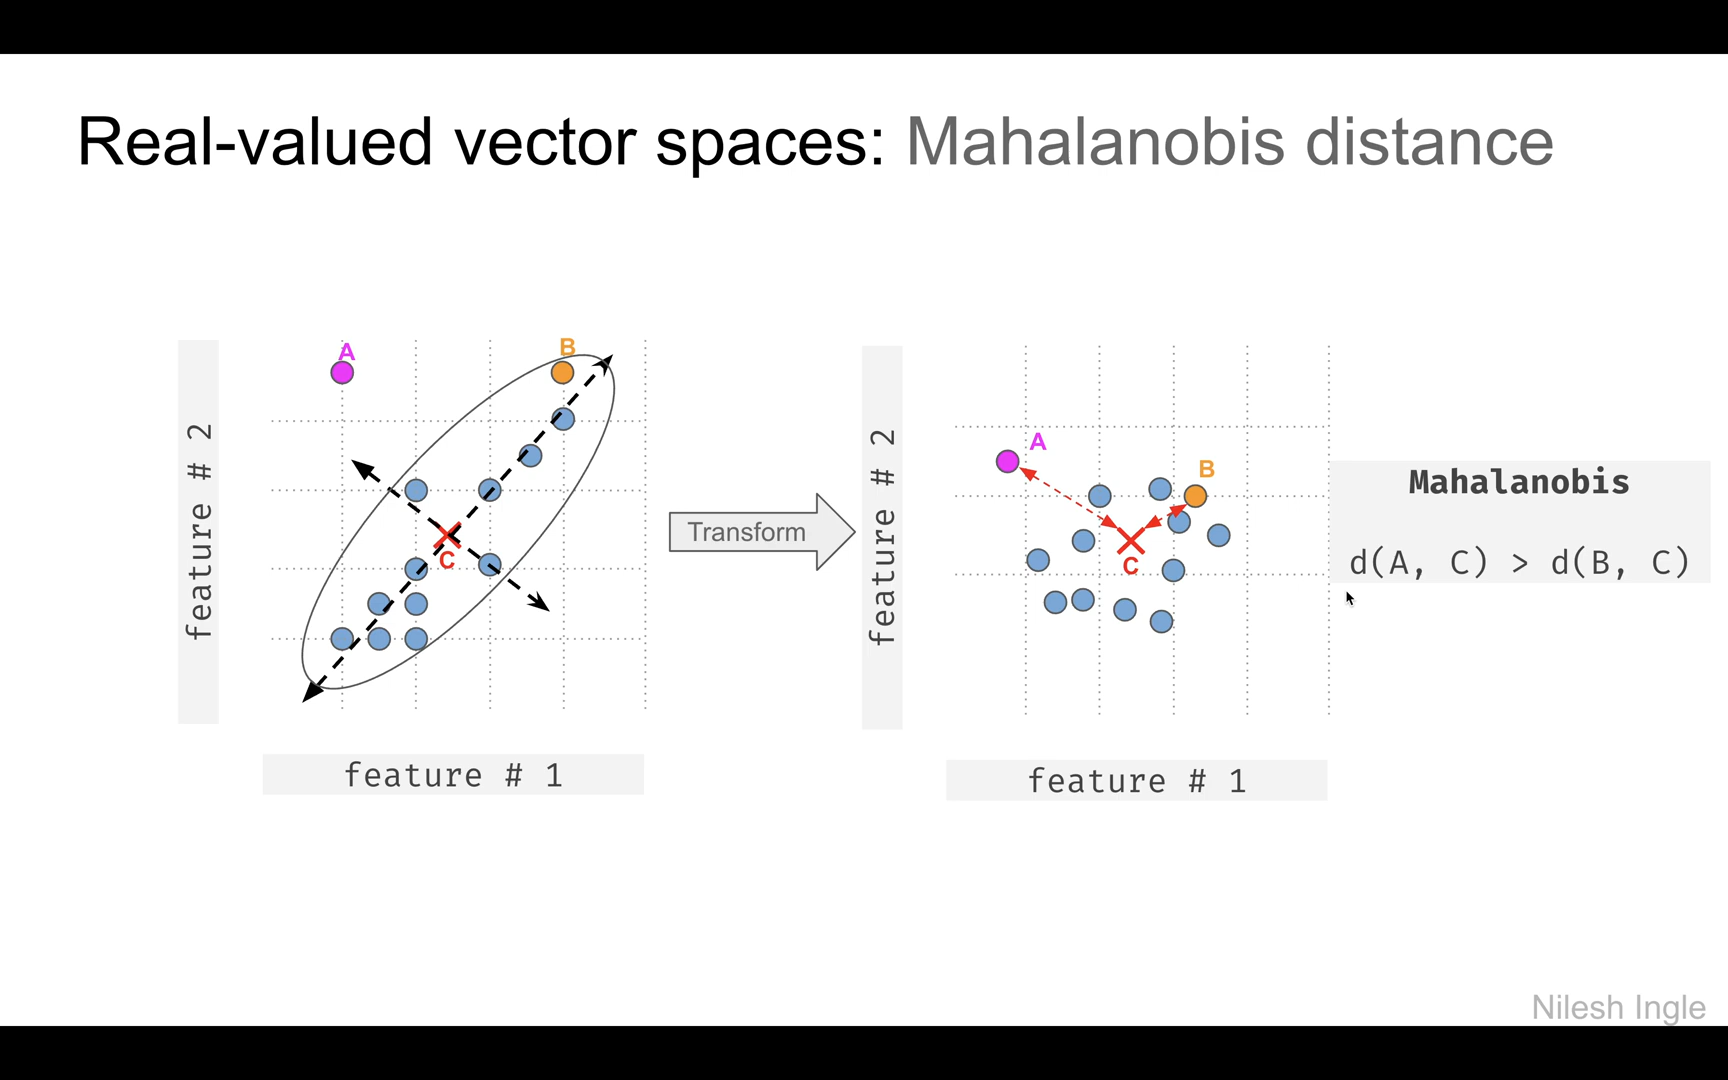 Real-valued vector spaces: Mahalanobis distance
A
B
C
feature # 2
feature # 1
Transform
A
B
C
feature # 2
feature # 1
Mahalanobis
d(A, C) > d(B, C)
Nilesh Ingle